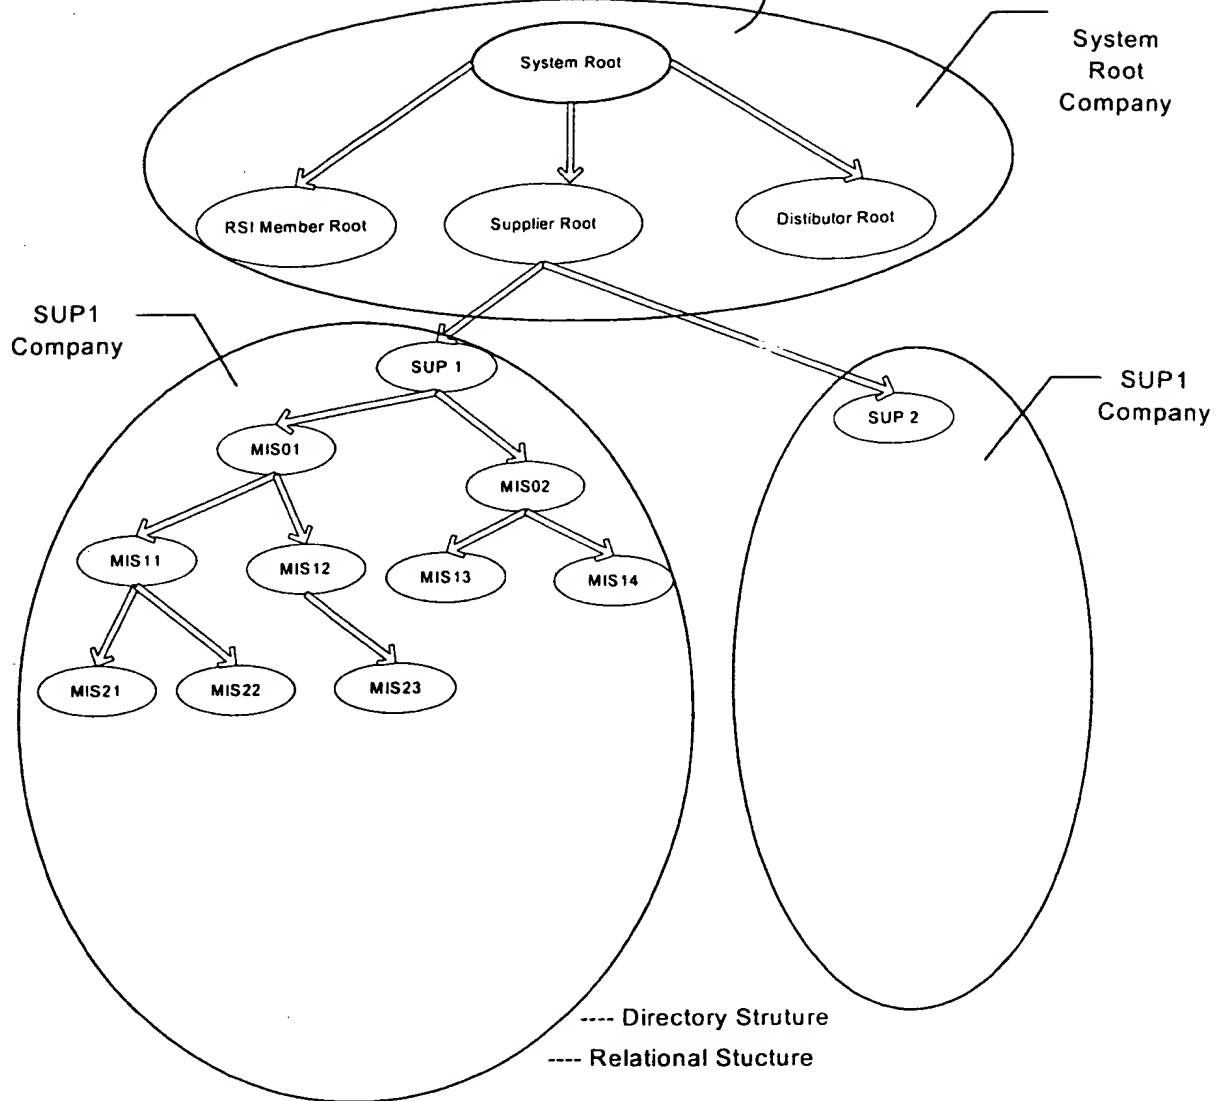 System Root
System
Root
Company
RSI Member Root
Supplier Root
Distibutor Root
SUP1
Company
SUP 1
SUP1
Company
SUP 2
MIS01
MIS02
MIS11
MIS12
MIS13
MIS14
MIS21
MIS22
MIS23
---- Directory Struture
---- Relational Stucture